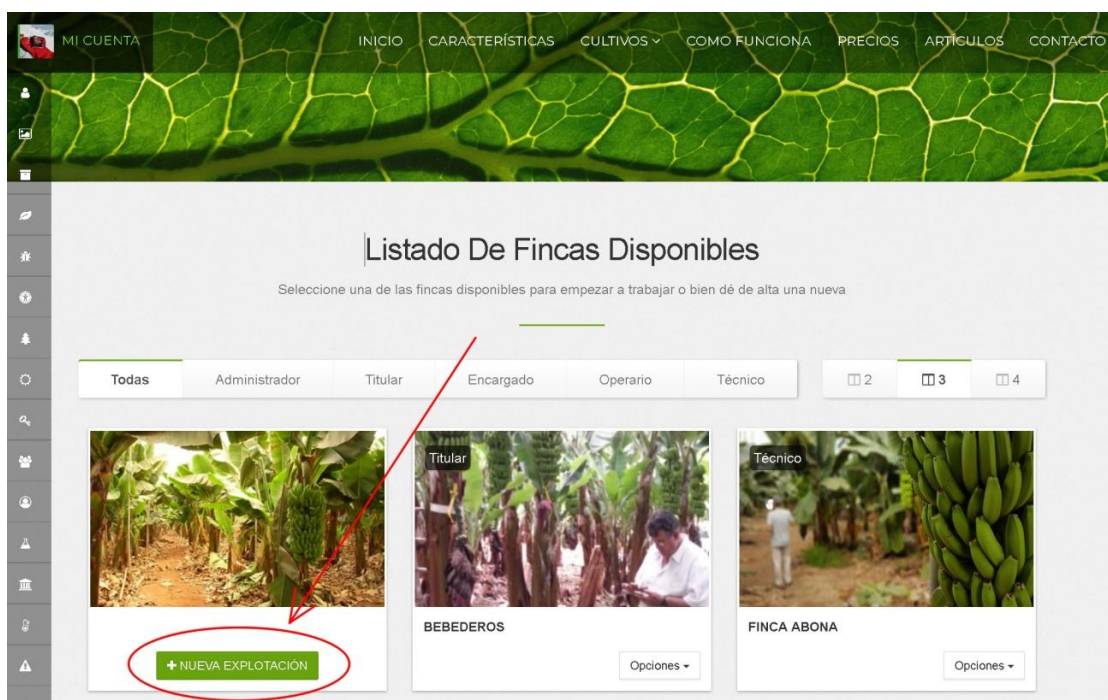 MI CUENTA INICIO CARACTERÍSTICAS CULTIVOS COMO FUNCIONA PRECIOS ARTÍCULOS CONTACTO
Listado De Fincas Disponibles
Seleccione una de las fincas disponibles para empezar a trabajar o bien dé de alta una nueva
Todas Administrador Titular Encargado Operario Técnico 2 3 4
Titular Técnico
BEBEDEROS FINCA ABONA
+ NUEVA EXPLOTACIÓN Opciones Opciones